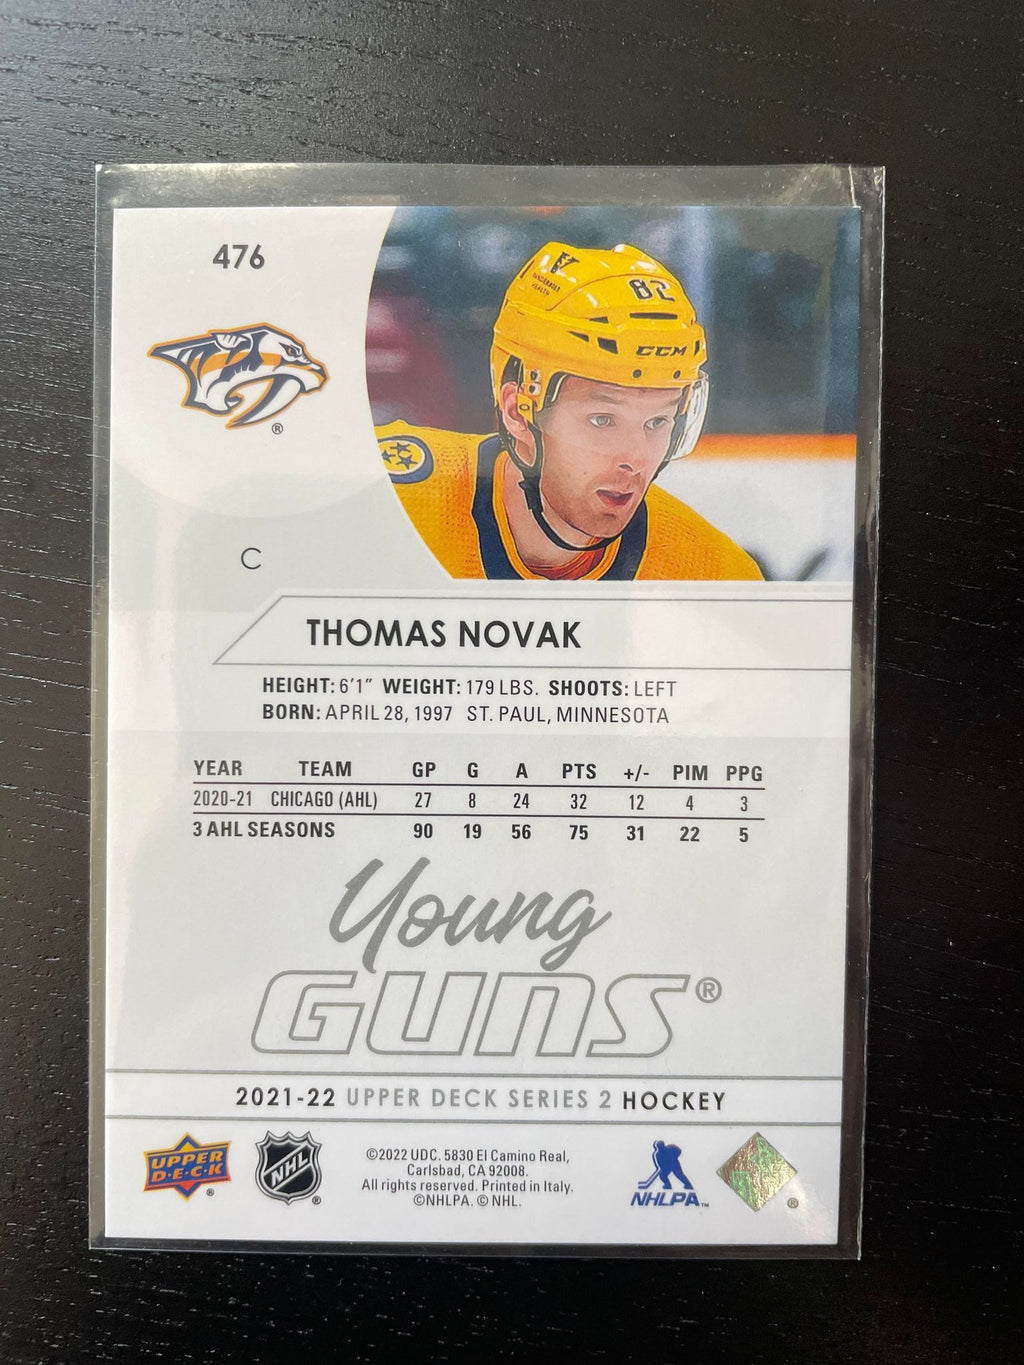 476
82
CCM
®
C
THOMAS NOVAK
HEIGHT: 6'1" WEIGHT: 179 LBS. SHOOTS: LEFT
BORN: APRIL 28, 1997 ST. PAUL, MINNESOTA
YEAR TEAM GP G A PTS +/- PIM PPG
2020-21 CHICAGO (AHL) 27 8 24 32 12 4 3
3 AHL SEASONS 90 19 56 75 31 22 5
Young
GUNS®
2021-22 UPPER DECK SERIES 2 HOCKEY
UPPER
D·E·C·K
®
NHL
®
©2022 UDC. 5830 El Camino Real,
Carlsbad, CA 92008.
All rights reserved. Printed in Italy.
©NHLPA. © NHL.
NHLPA™
®